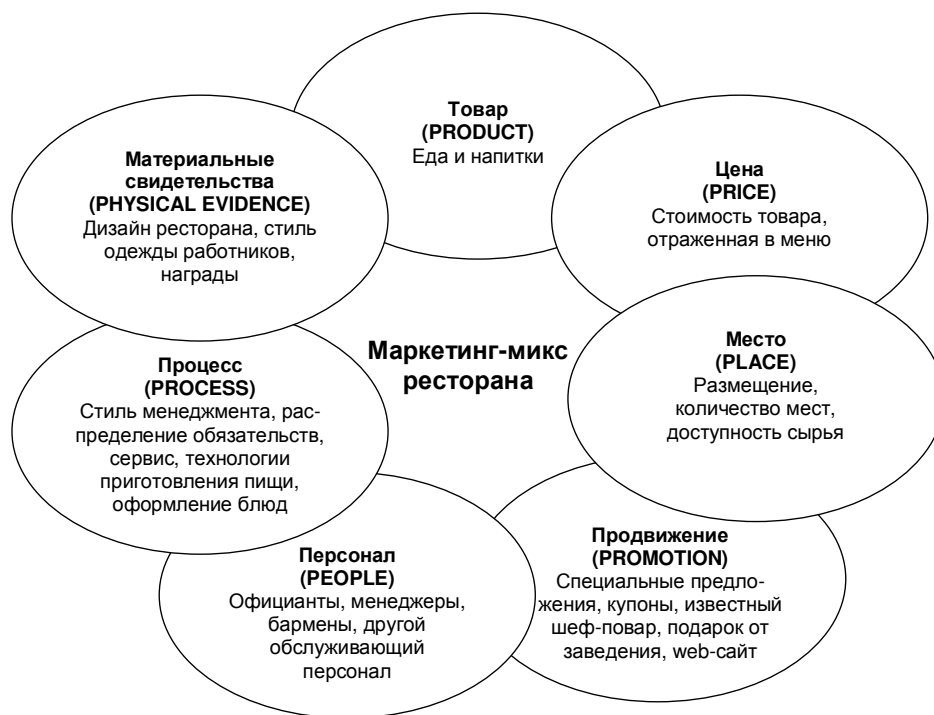 Товар
(PRODUCT)
Еда и напитки
Материальные
свидетельства
(PHYSICAL EVIDENCE)
Дизайн ресторана, стиль
одежды работников,
награды
Цена
(PRICE)
Стоимость товара,
отраженная в меню
Маркетинг-микс
ресторана
Место
(PLACE)
Размещение,
количество мест,
доступность сырья
Процесс
(PROCESS)
Стиль менеджмента, рас-
пределение обязательств,
сервис, технологии
приготовления пищи,
оформление блюд
Персонал
(PEOPLE)
Официанты, менеджеры,
бармены, другой
обслуживающий
персонал
Продвижение
(PROMOTION)
Специальные предло-
жения, купоны, известный
шеф-повар, подарок от
заведения, web-сайт